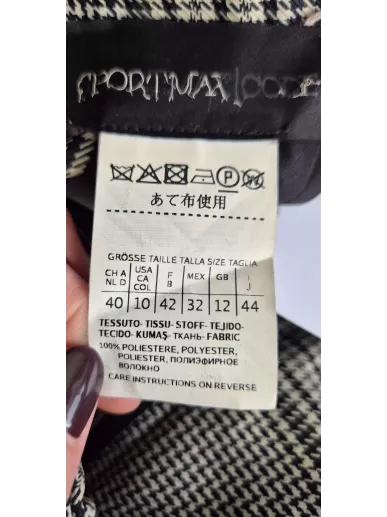 SPORTMAX|CODE
P W
あて布使用
GRÖSSE TAILLE TALLA SIZE TAGLIA
CH A NL D USA CA COL F B MEX GB I J
40 10 42 32 12 44
TESSUTO- TISSU- STOFF- TEJIDO-
TECIDO- KUMAŞ- ТКАНЬ- FABRIC
100% POLIESTERE, POLYESTER,
POLIÉSTER, ПОЛИЭФИРНОЕ
ВОЛОКНО
CARE INSTRUCTIONS ON REVERSE